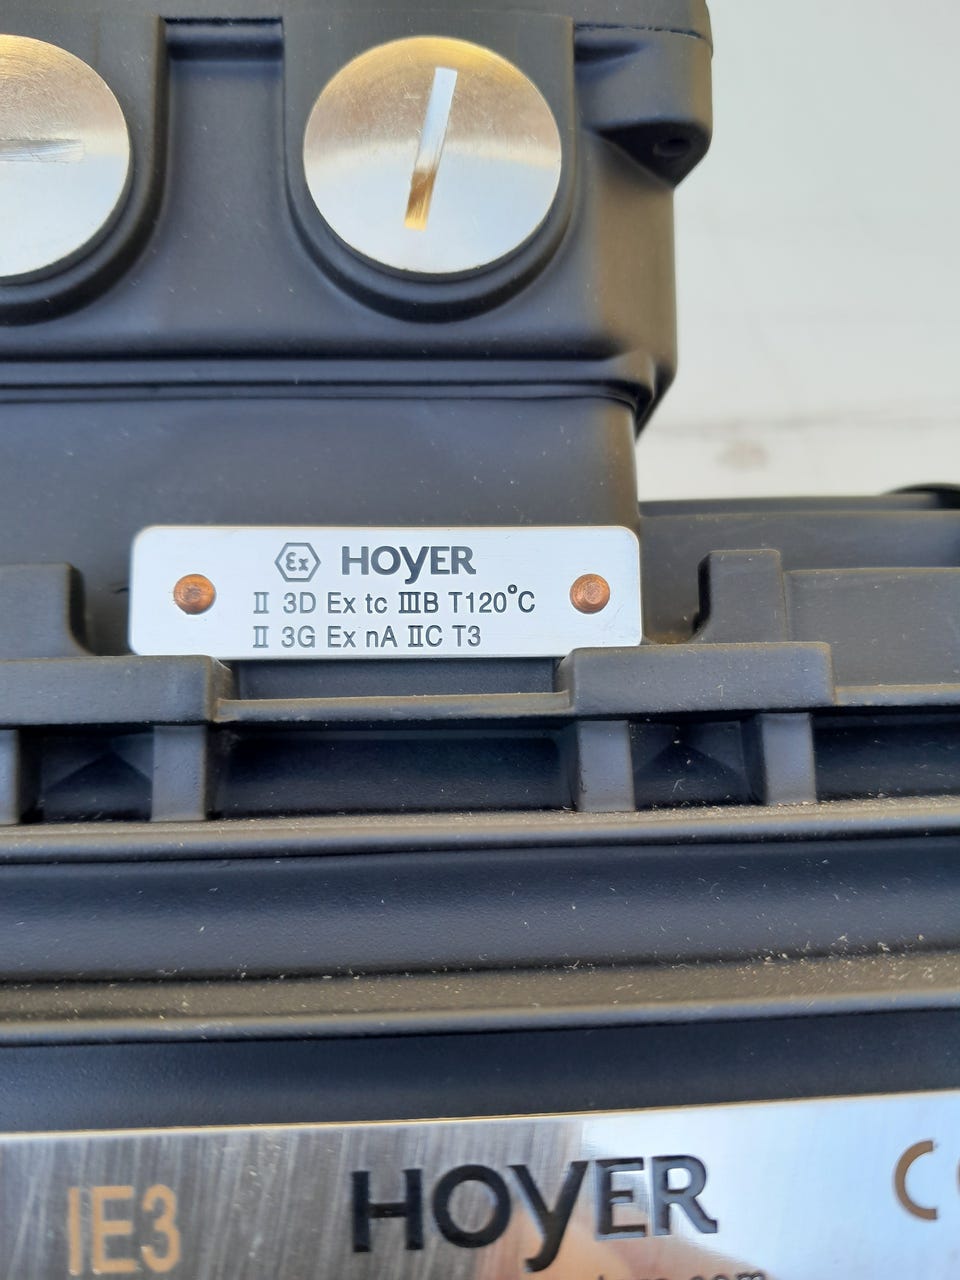 Ex HOYER
II 3D Ex tc IIIB T120°C
II 3G Ex nA IIC T3
IE3 HOYER C